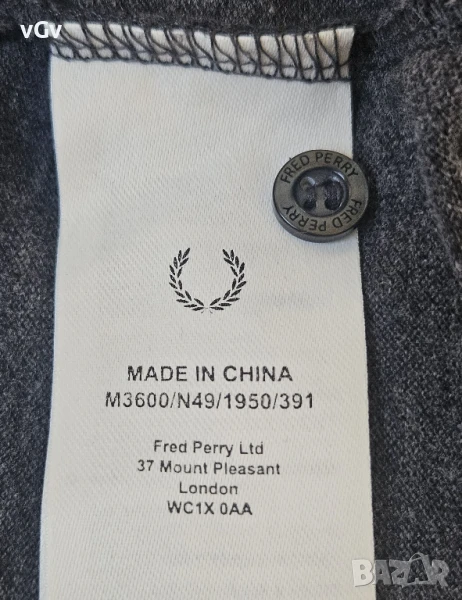 vGv
FRED PERRY
FRED PERRY
MADE IN CHINA
M3600/N49/1950/391
Fred Perry Ltd
37 Mount Pleasant
London
WC1X 0AA
bazar